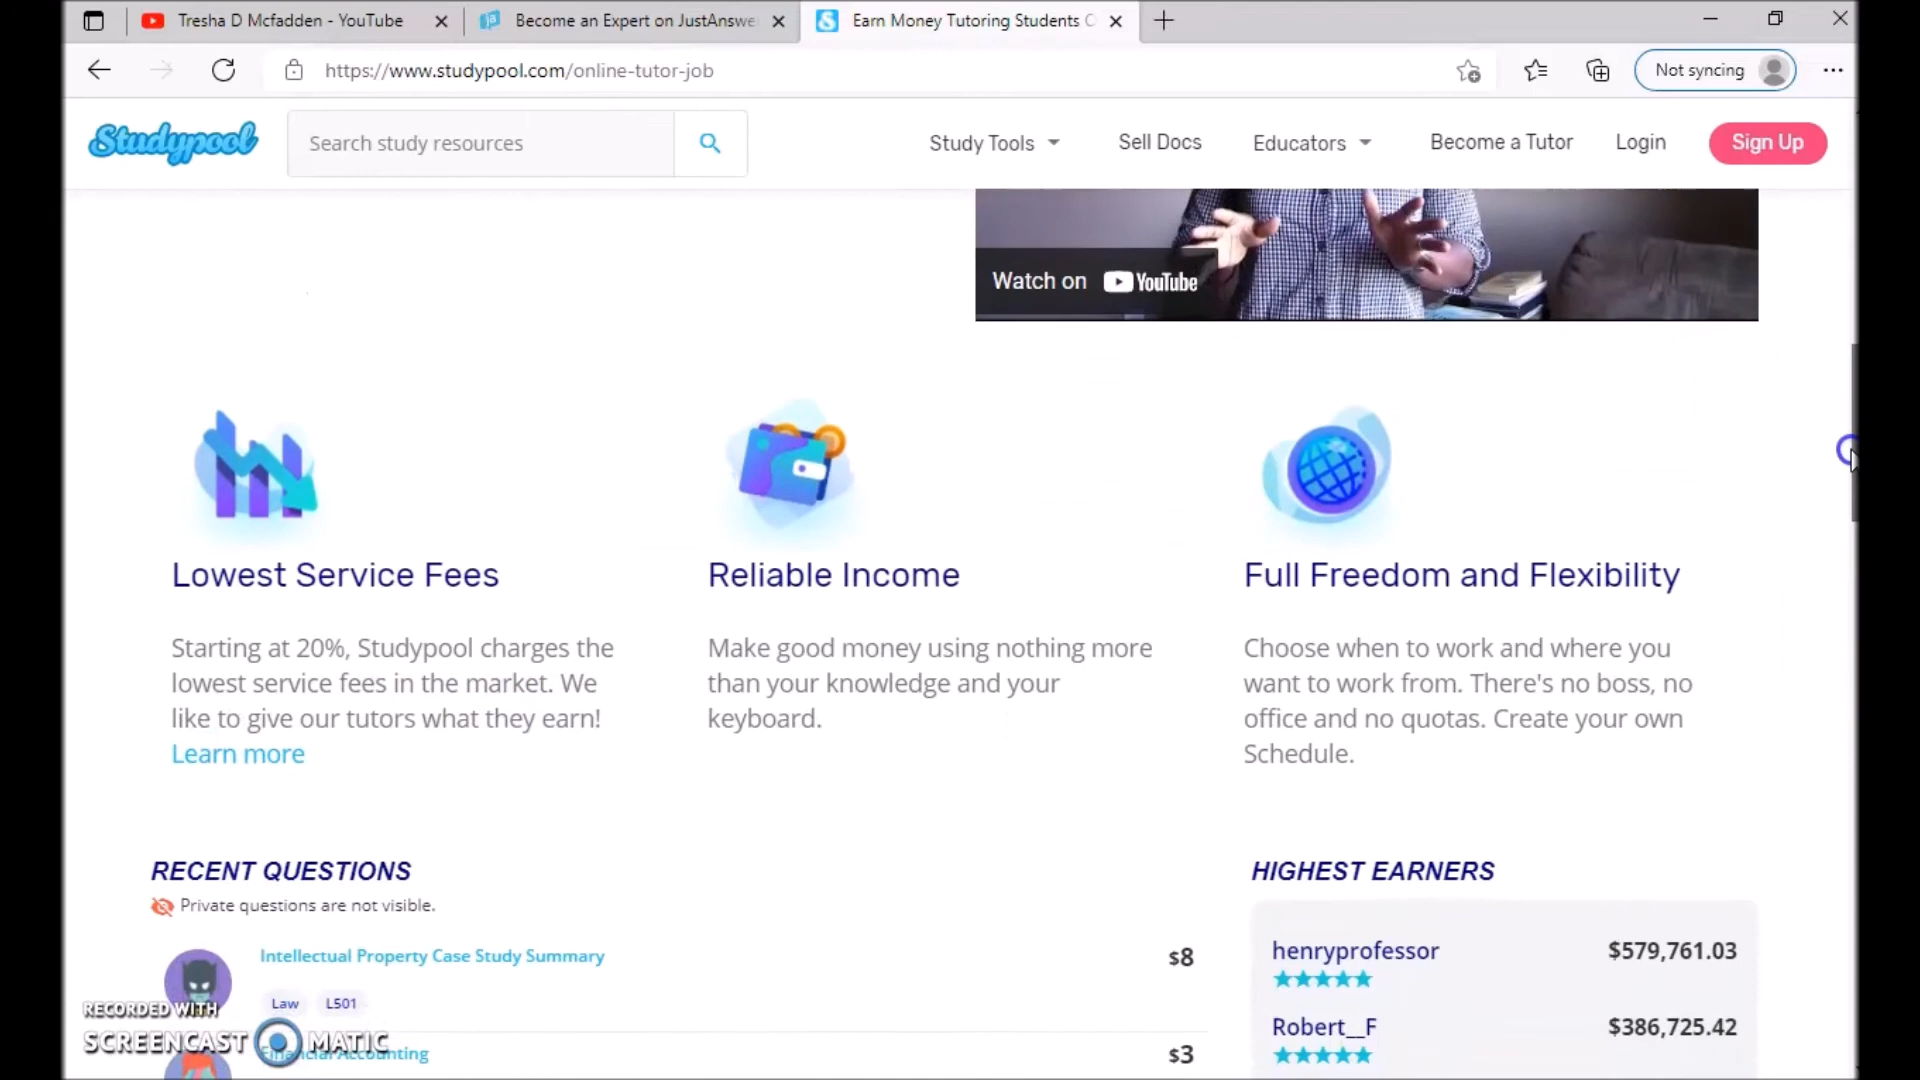 Tresha D Mcfadden - YouTube
Become an Expert on JustAnswe
Earn Money Tutoring Students
https://www.studypool.com/online-tutor-job
Not syncing
Studypool
Search study resources
Study Tools
Sell Docs
Educators
Become a Tutor
Login
Sign Up
Watch on YouTube
Lowest Service Fees
Starting at 20%, Studypool charges the
lowest service fees in the market. We
like to give our tutors what they earn!
Learn more
Reliable Income
Make good money using nothing more
than your knowledge and your
keyboard.
Full Freedom and Flexibility
Choose when to work and where you
want to work from. There's no boss, no
office and no quotas. Create your own
Schedule.
RECENT QUESTIONS
Private questions are not visible.
Intellectual Property Case Study Summary
$8
Law L501
Financial Accounting
$3
HIGHEST EARNERS
henryprofessor $579,761.03
Robert__F $386,725.42
RECORDED WITH
SCREENCAST MATIC